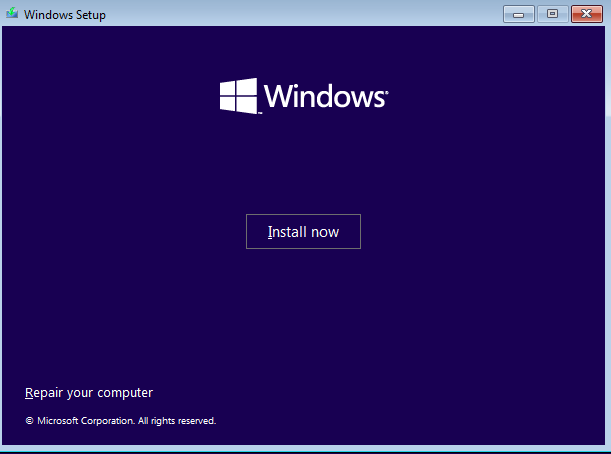 Windows Setup
Windows®
Install now
Repair your computer
© Microsoft Corporation. All rights reserved.